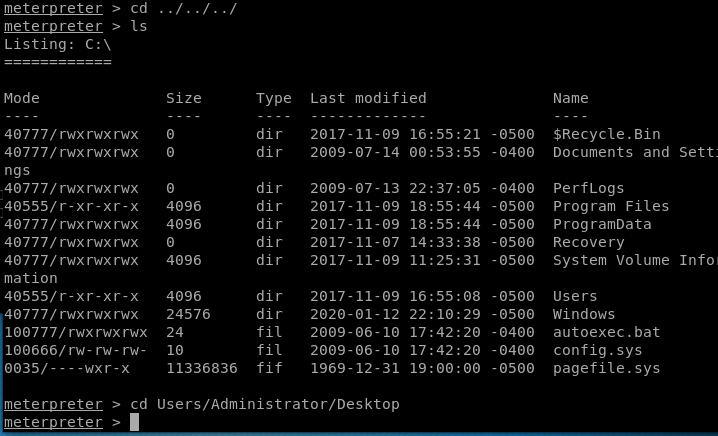 meterpreter > cd ../../../
meterpreter > ls
Listing: C:\
============
Mode              Size      Type  Last modified              Name
----              ----      ----  -------------              ----
40777/rwxrwxrwx   0         dir   2017-11-09 16:55:21 -0500  $Recycle.Bin
40777/rwxrwxrwx   0         dir   2009-07-14 00:53:55 -0400  Documents and Setti
ngs
40777/rwxrwxrwx   0         dir   2009-07-13 22:37:05 -0400  PerfLogs
40555/r-xr-xr-x   4096      dir   2017-11-09 18:55:44 -0500  Program Files
40777/rwxrwxrwx   4096      dir   2017-11-09 18:55:44 -0500  ProgramData
40777/rwxrwxrwx   0         dir   2017-11-07 14:33:38 -0500  Recovery
40777/rwxrwxrwx   4096      dir   2017-11-09 11:25:31 -0500  System Volume Infor
mation
40555/r-xr-xr-x   4096      dir   2017-11-09 16:55:08 -0500  Users
40777/rwxrwxrwx   24576     dir   2020-01-12 22:10:29 -0500  Windows
100777/rwxrwxrwx  24        fil   2009-06-10 17:42:20 -0400  autoexec.bat
100666/rw-rw-rw-  10        fil   2009-06-10 17:42:20 -0400  config.sys
0035/----wxr-x    11336836  fif   1969-12-31 19:00:00 -0500  pagefile.sys
meterpreter > cd Users/Administrator/Desktop
meterpreter >